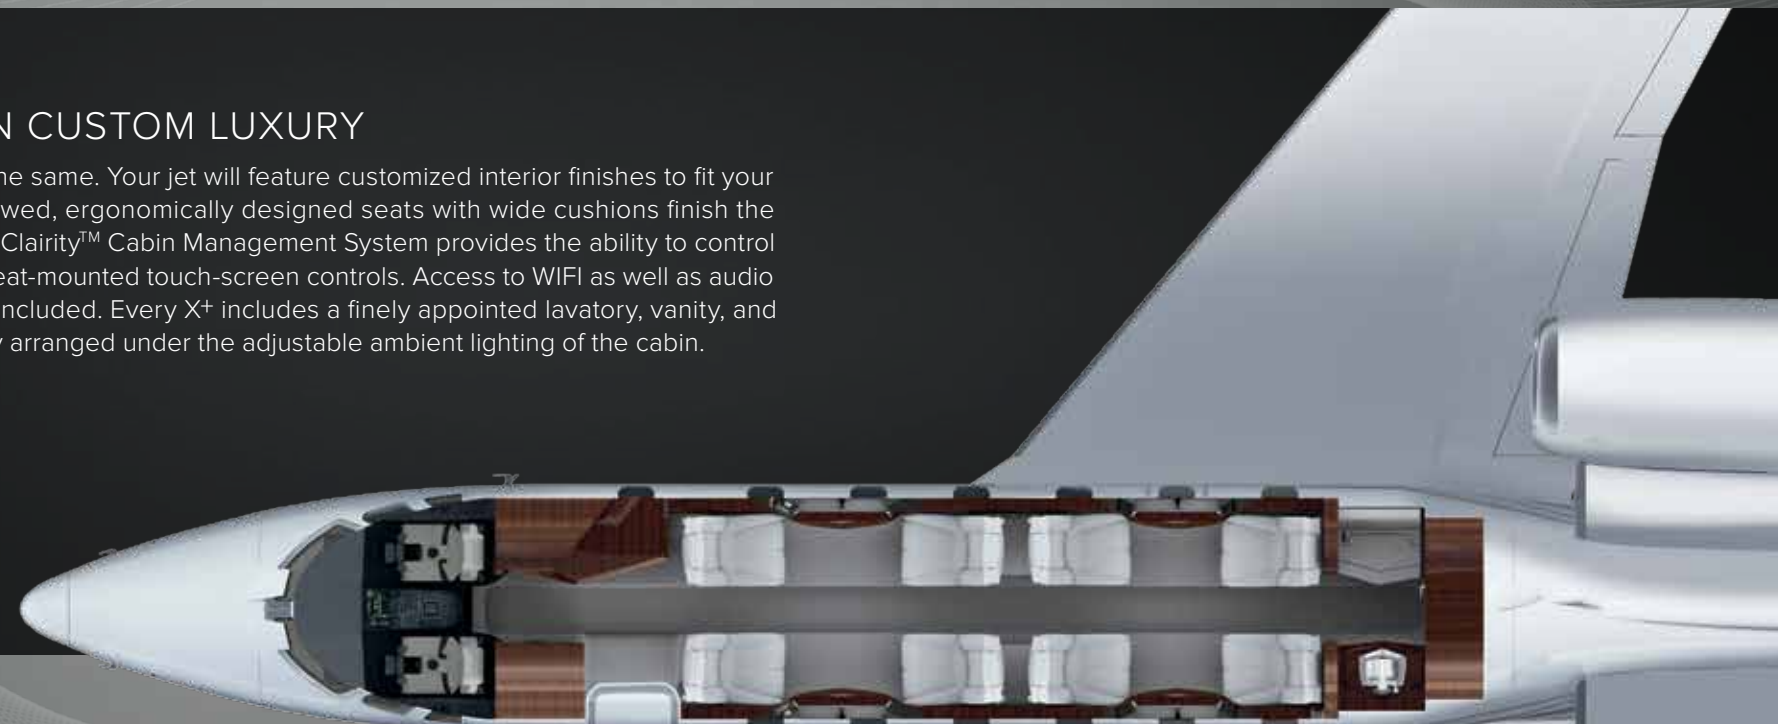 N CUSTOM LUXURY
he same. Your jet will feature customized interior finishes to fit your
wed, ergonomically designed seats with wide cushions finish the
Clairity™ Cabin Management System provides the ability to control
eat-mounted touch-screen controls. Access to WIFI as well as audio
ncluded. Every X+ includes a finely appointed lavatory, vanity, and
y arranged under the adjustable ambient lighting of the cabin.